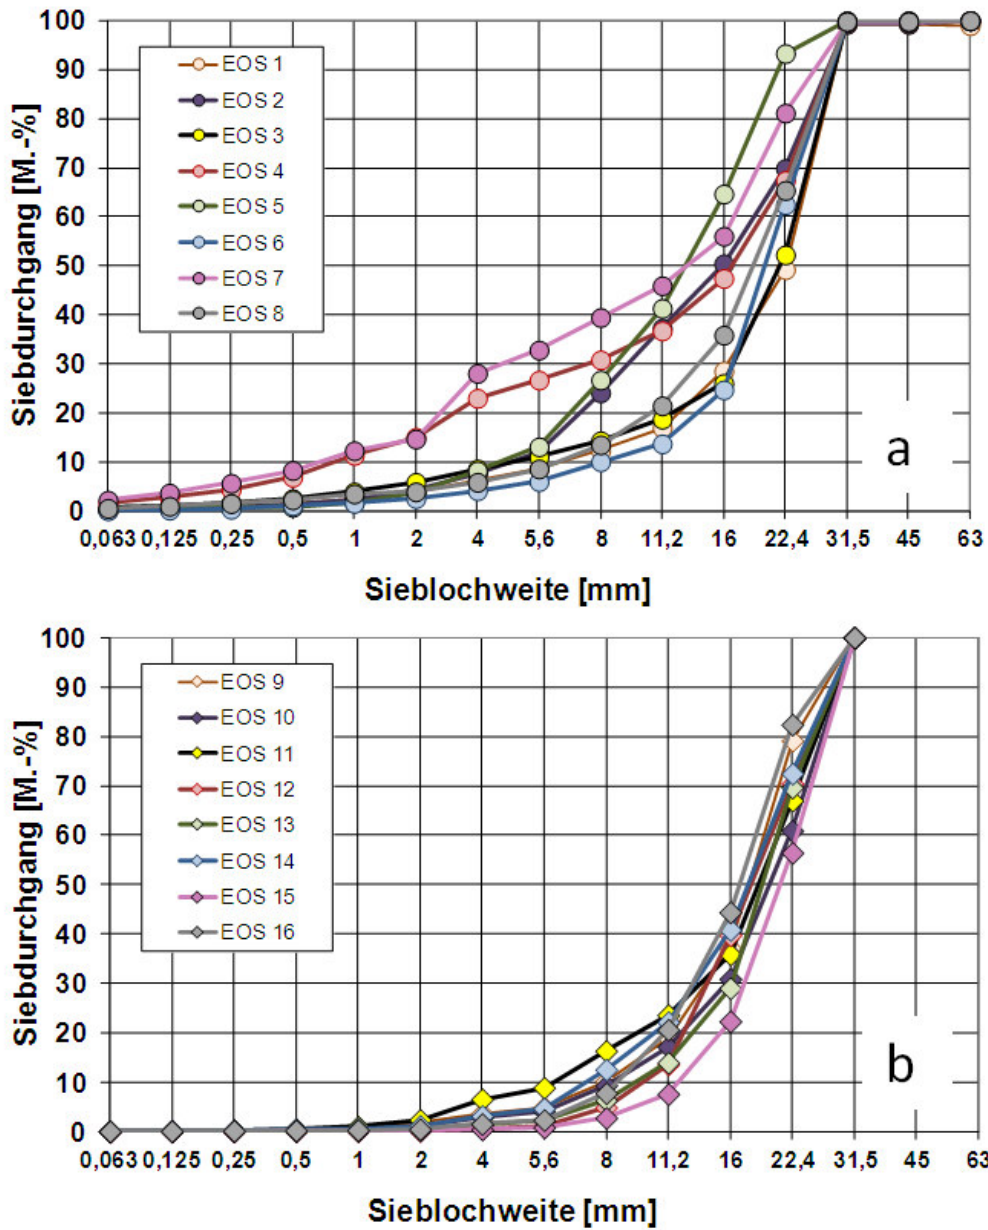 Siebdurchgang [M.-%]
100
90
80
70
60
50
40
30
20
10
0
EOS 1
EOS 2
EOS 3
EOS 4
EOS 5
EOS 6
EOS 7
EOS 8
a
0,063 0,125 0,25 0,5 1 2 4 5,6 8 11,2 16 22,4 31,5 45 63
Sieblochweite [mm]
Siebdurchgang [M.-%]
100
90
80
70
60
50
40
30
20
10
0
EOS 9
EOS 10
EOS 11
EOS 12
EOS 13
EOS 14
EOS 15
EOS 16
b
0,063 0,125 0,25 0,5 1 2 4 5,6 8 11,2 16 22,4 31,5 45 63
Sieblochweite [mm]